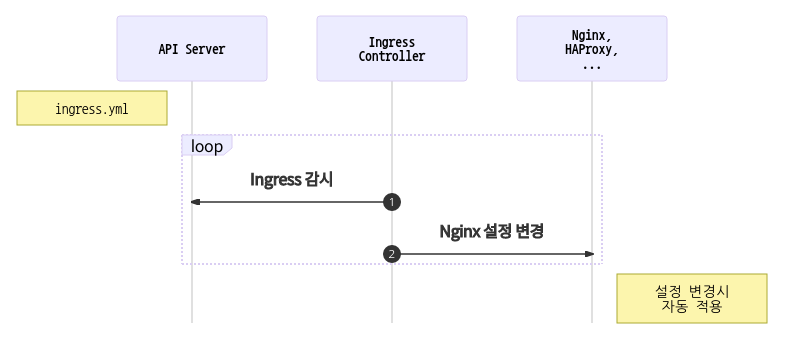 API Server
Ingress
Controller
Nginx,
HAProxy,
...
ingress.yml
loop
Ingress 감시
1
Nginx 설정 변경
2
설정 변경시
자동 적용